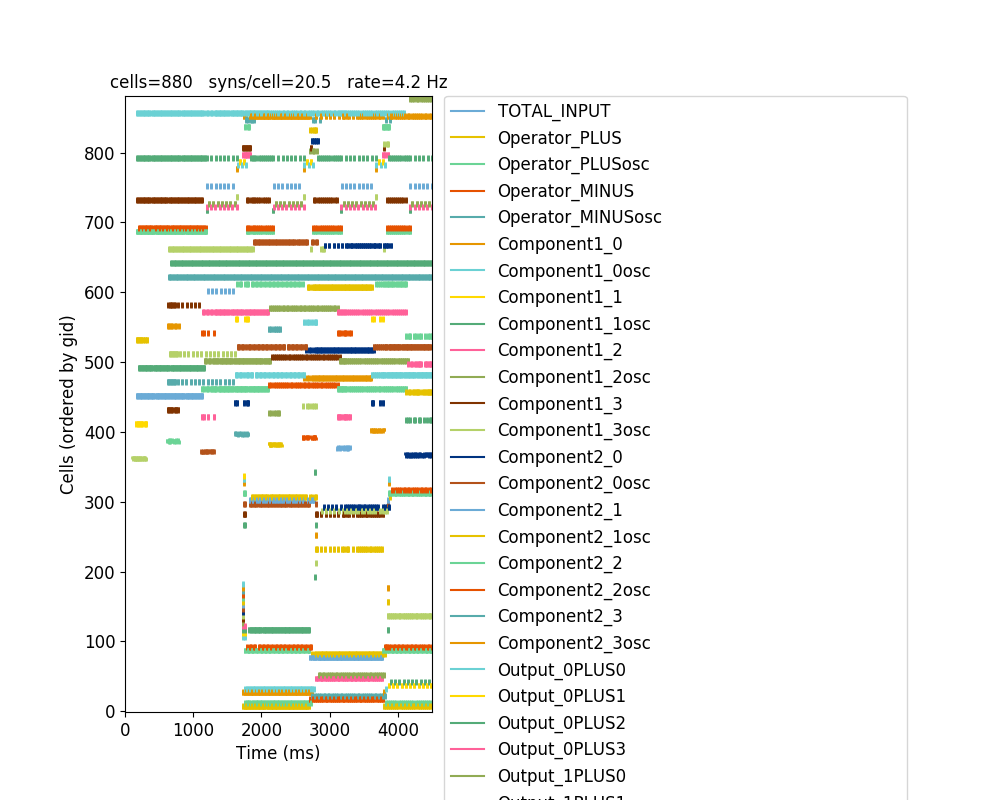 cells=880   syns/cell=20.5   rate=4.2 Hz
Cells (ordered by gid)
800
700
600
500
400
300
200
100
0
0 1000 2000 3000 4000
Time (ms)
TOTAL_INPUT
Operator_PLUS
Operator_PLUSosc
Operator_MINUS
Operator_MINUSosc
Component1_0
Component1_0osc
Component1_1
Component1_1osc
Component1_2
Component1_2osc
Component1_3
Component1_3osc
Component2_0
Component2_0osc
Component2_1
Component2_1osc
Component2_2
Component2_2osc
Component2_3
Component2_3osc
Output_0PLUS0
Output_0PLUS1
Output_0PLUS2
Output_0PLUS3
Output_1PLUS0